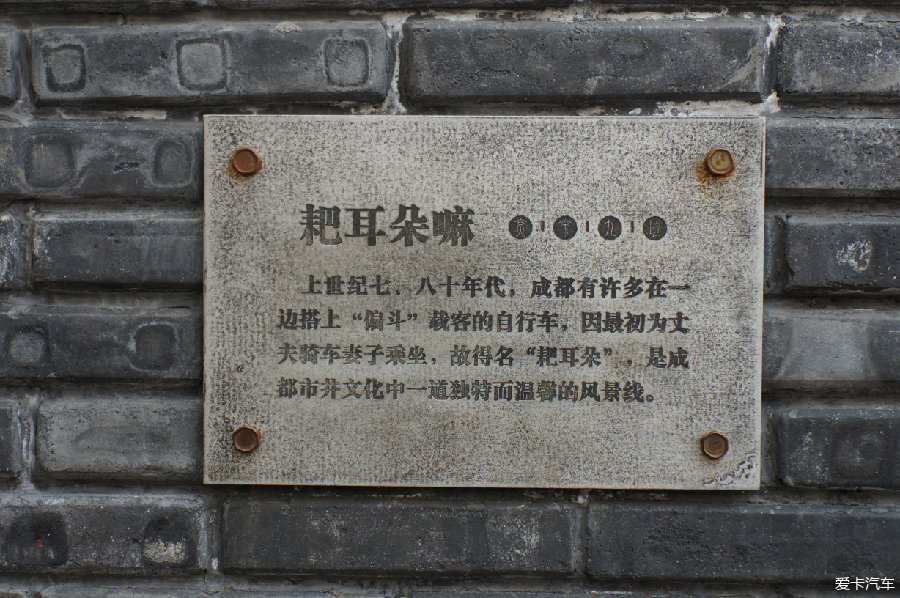 耙耳朵嘛
上世纪七、八十年代，成都有许多在一
边搭上“偏斗”载客的自行车，因最初为丈
夫骑车妻子乘坐，故得名“耙耳朵”，是成
都市井文化中一道独特而温馨的风景线。
爱卡汽车